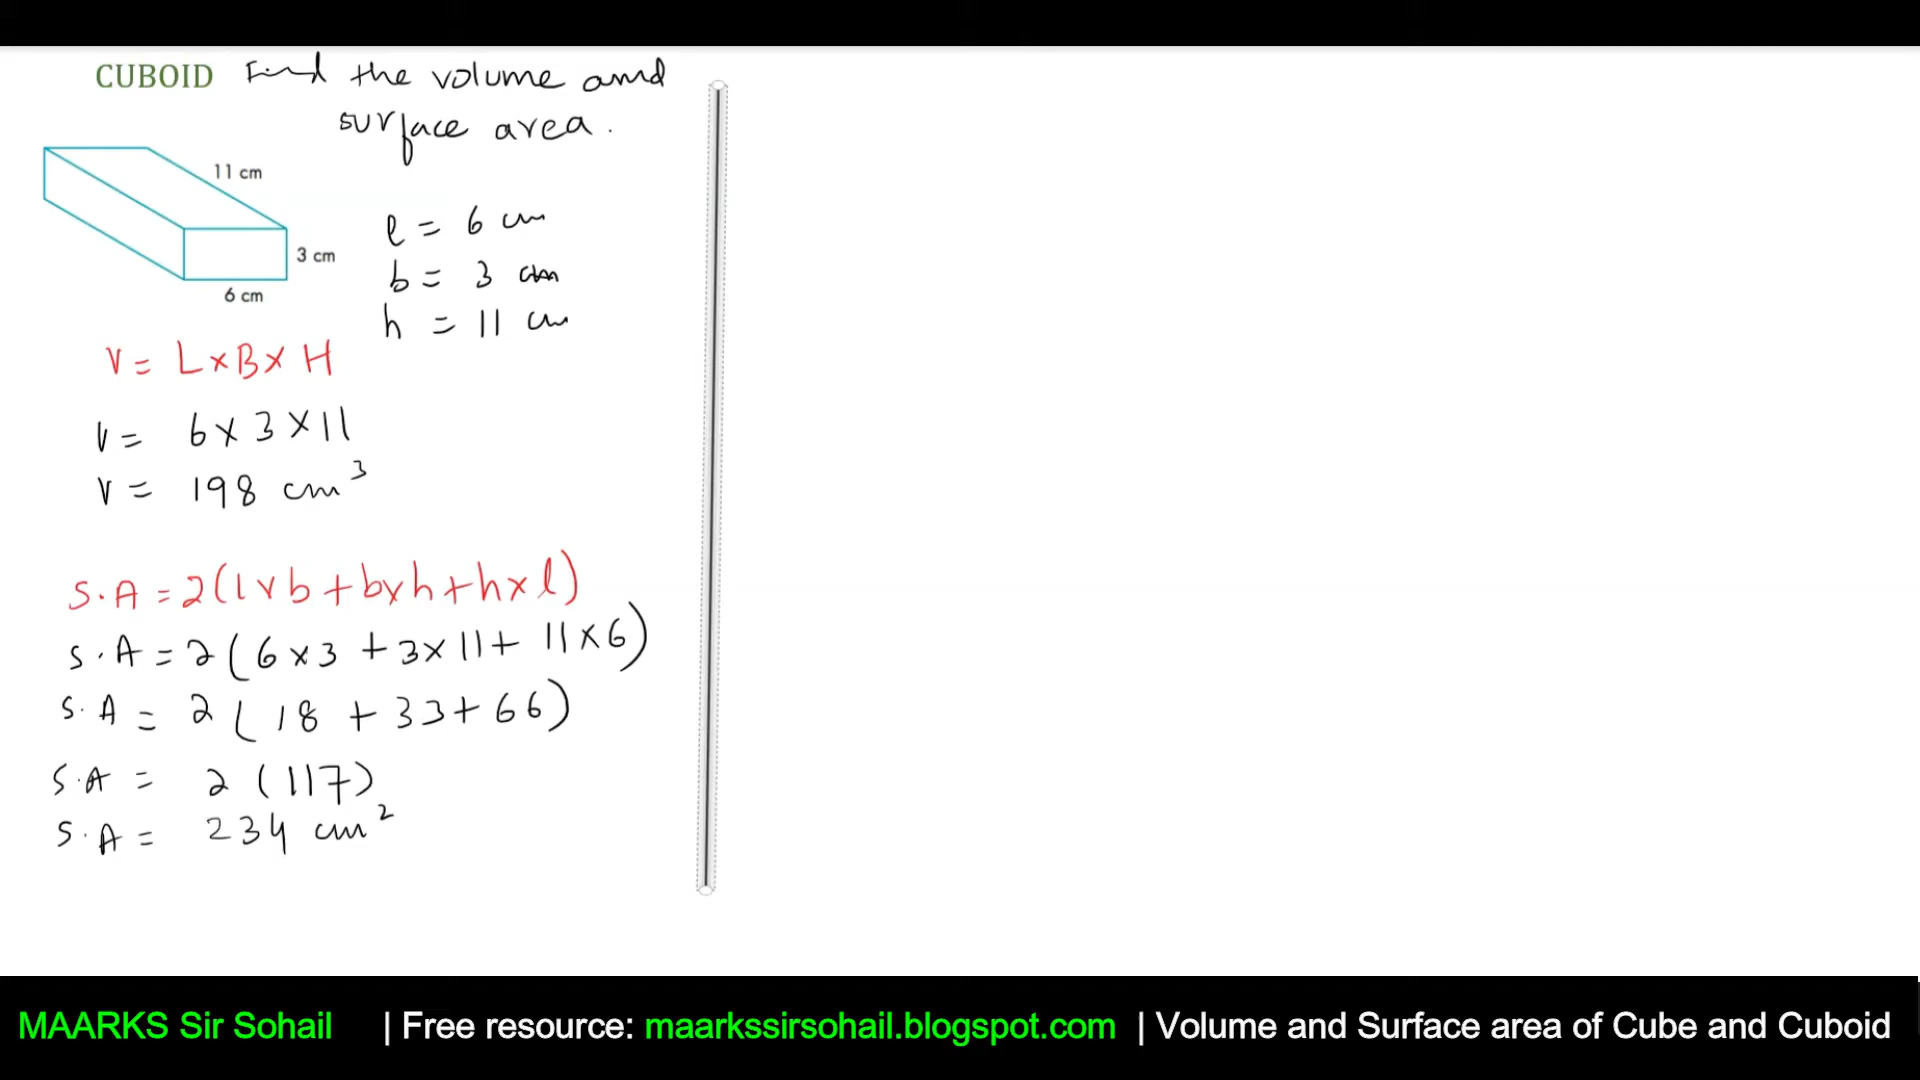 CUBOID Find the volume and
surface area.
11 cm
3 cm
6 cm
l = 6 cm
b = 3 cm
h = 11 cm
V = L×B×H
V = 6×3×11
V = 198 cm³
S.A = 2(l×b+b×h+h×l)
S.A = 2(6×3+3×11+11×6)
S.A = 2(18+33+66)
S.A = 2(117)
S.A = 234 cm²
MAARKS Sir Sohail | Free resource: maarkssirsohail.blogspot.com | Volume and Surface area of Cube and Cuboid